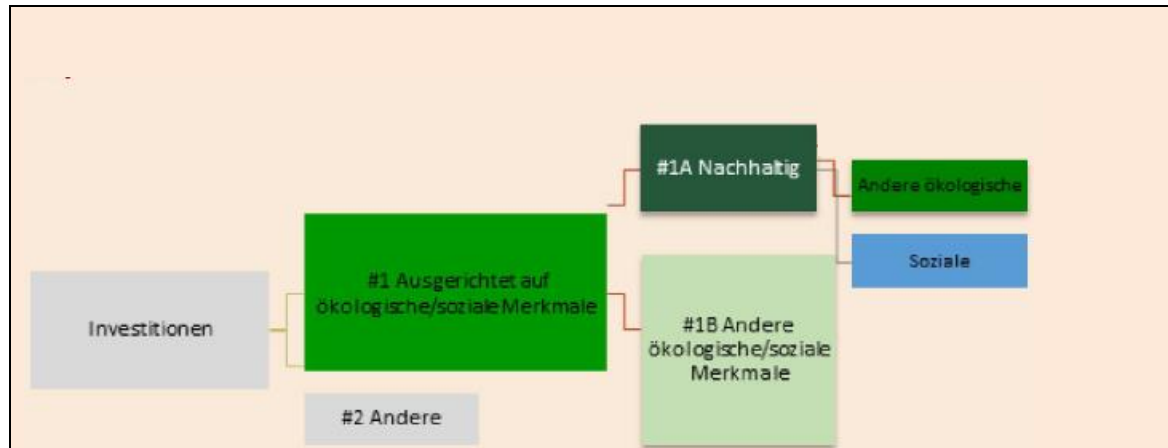 #1A Nachhaltig
Andere ökologische
Soziale
#1 Ausgerichtet auf
ökologische/soziale Merkmale
Investitionen
#1B Andere
ökologische/soziale
Merkmale
#2 Andere